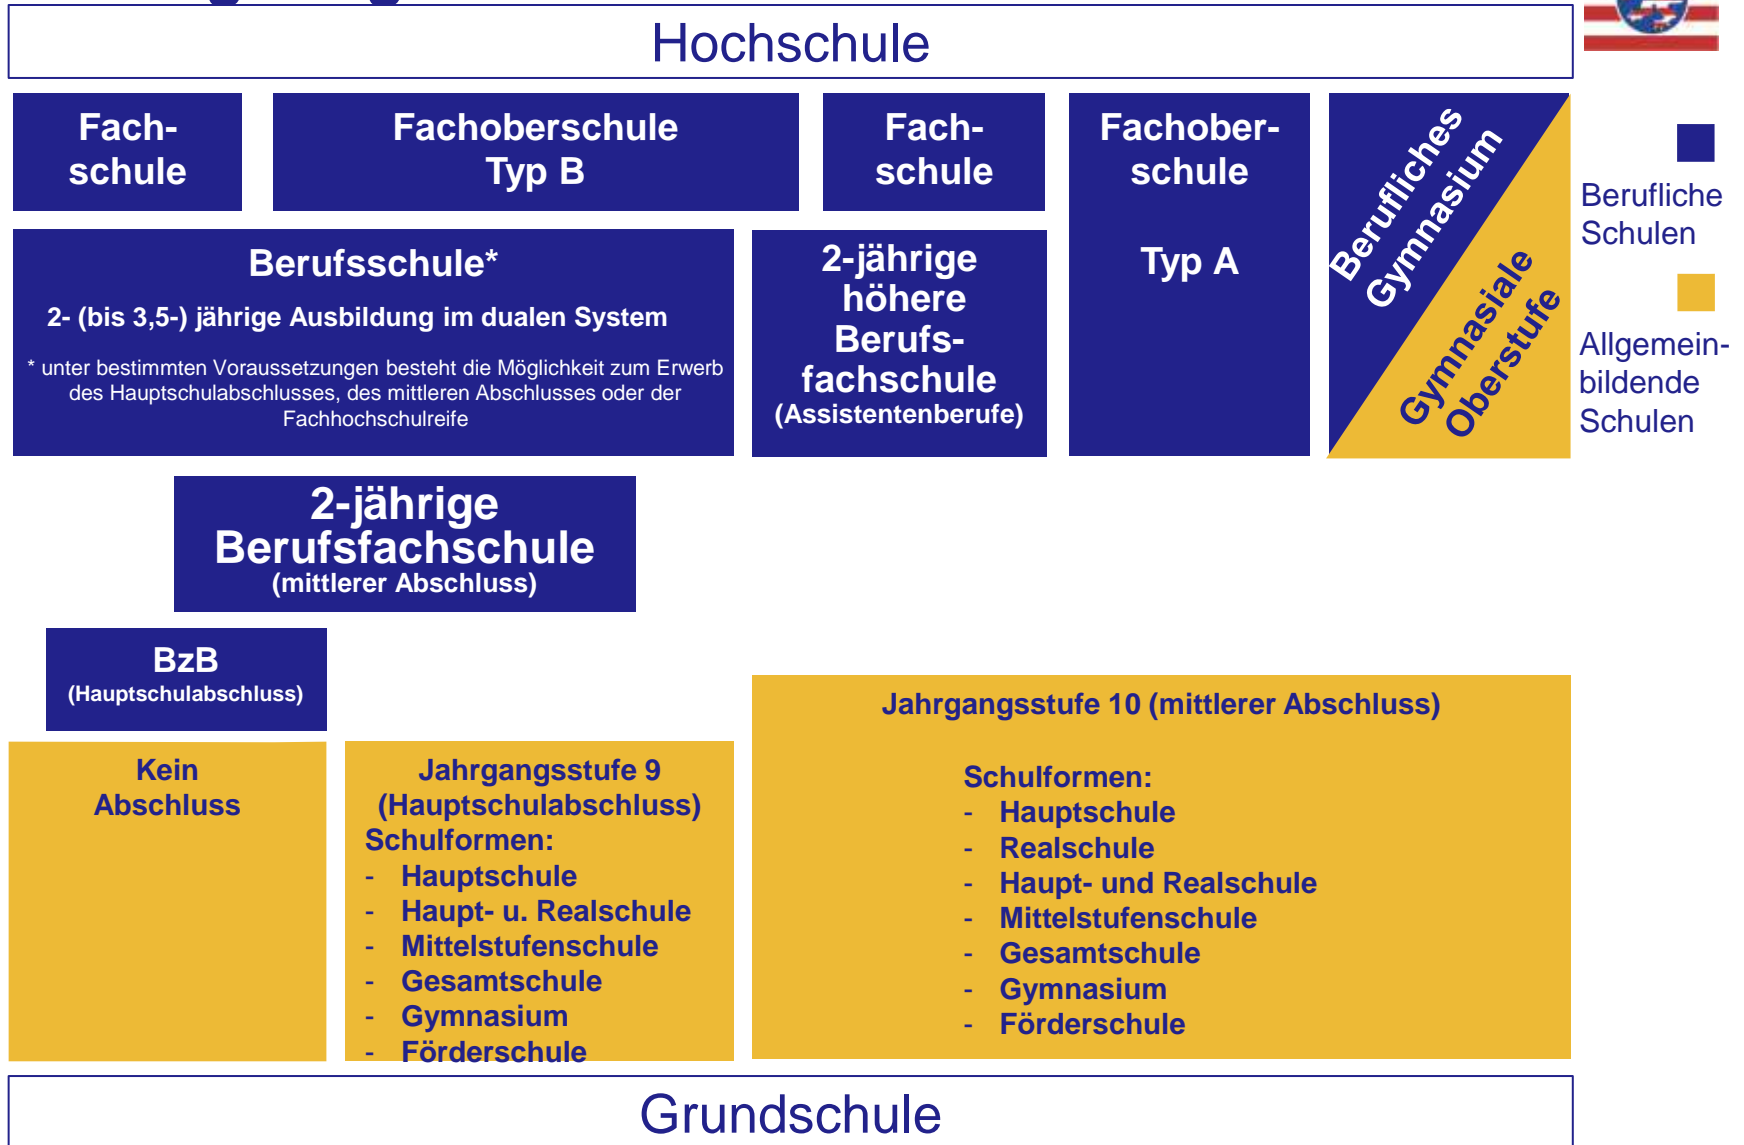 Hochschule
Fach-
schule
Fachoberschule
Typ B
Fach-
schule
Fachober-
schule
Typ A
Berufliches
Gymnasium
Gymnasiale
Oberstufe
Berufliche
Schulen
Allgemein-
bildende
Schulen
Berufsschule*
2- (bis 3,5-) jährige Ausbildung im dualen System
* unter bestimmten Voraussetzungen besteht die Möglichkeit zum Erwerb
des Hauptschulabschlusses, des mittleren Abschlusses oder der
Fachhochschulreife
2-jährige
höhere
Berufs-
fachschule
(Assistentenberufe)
2-jährige
Berufsfachschule
(mittlerer Abschluss)
BzB
(Hauptschulabschluss)
Kein
Abschluss
Jahrgangsstufe 9
(Hauptschulabschluss)
Schulformen:
- Hauptschule
- Haupt- u. Realschule
- Mittelstufenschule
- Gesamtschule
- Gymnasium
- Förderschule
Jahrgangsstufe 10 (mittlerer Abschluss)
Schulformen:
- Hauptschule
- Realschule
- Haupt- und Realschule
- Mittelstufenschule
- Gesamtschule
- Gymnasium
- Förderschule
Grundschule